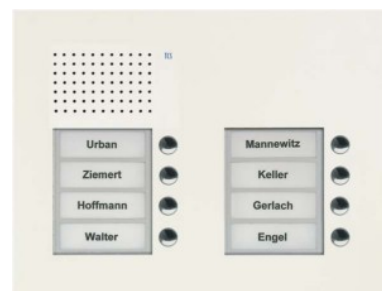 Urban
Ziemert
Hoffmann
Walter
Mannewitz
Keller
Gerlach
Engel